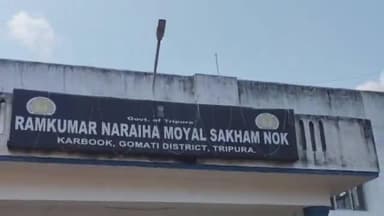 Govt. of Tripura
RAMKUMAR NARAIHA MOYAL SAKHAM NOK
KARBOOK, GOMATI DISTRICT, TRIPURA.